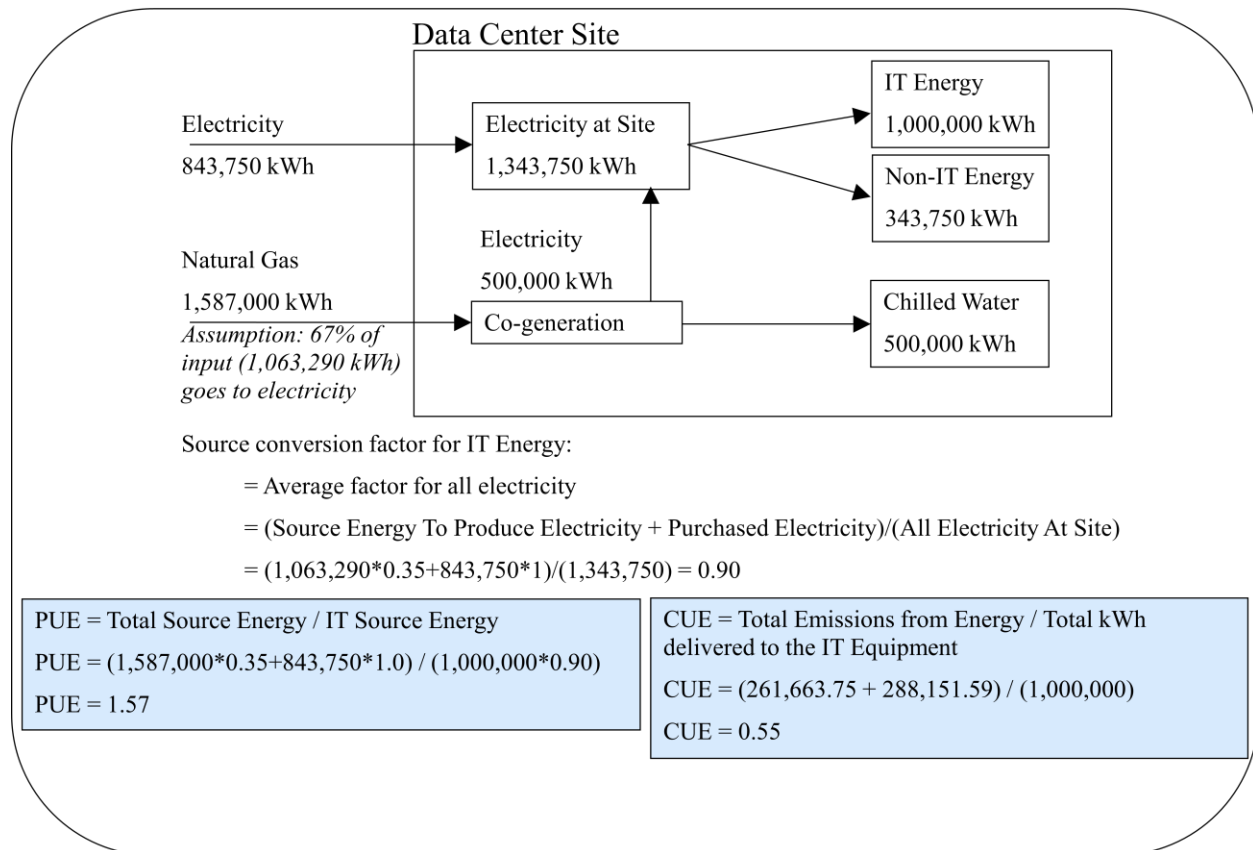 Data Center Site
Electricity
843,750 kWh
Electricity at Site
1,343,750 kWh
IT Energy
1,000,000 kWh
Non-IT Energy
343,750 kWh
Electricity
500,000 kWh
Natural Gas
1,587,000 kWh
Assumption: 67% of
input (1,063,290 kWh)
goes to electricity
Co-generation
Chilled Water
500,000 kWh
Source conversion factor for IT Energy:
= Average factor for all electricity
= (Source Energy To Produce Electricity + Purchased Electricity)/(All Electricity At Site)
= (1,063,290*0.35+843,750*1)/(1,343,750) = 0.90
PUE = Total Source Energy / IT Source Energy
PUE = (1,587,000*0.35+843,750*1.0) / (1,000,000*0.90)
PUE = 1.57
CUE = Total Emissions from Energy / Total kWh
delivered to the IT Equipment
CUE = (261,663.75 + 288,151.59) / (1,000,000)
CUE = 0.55